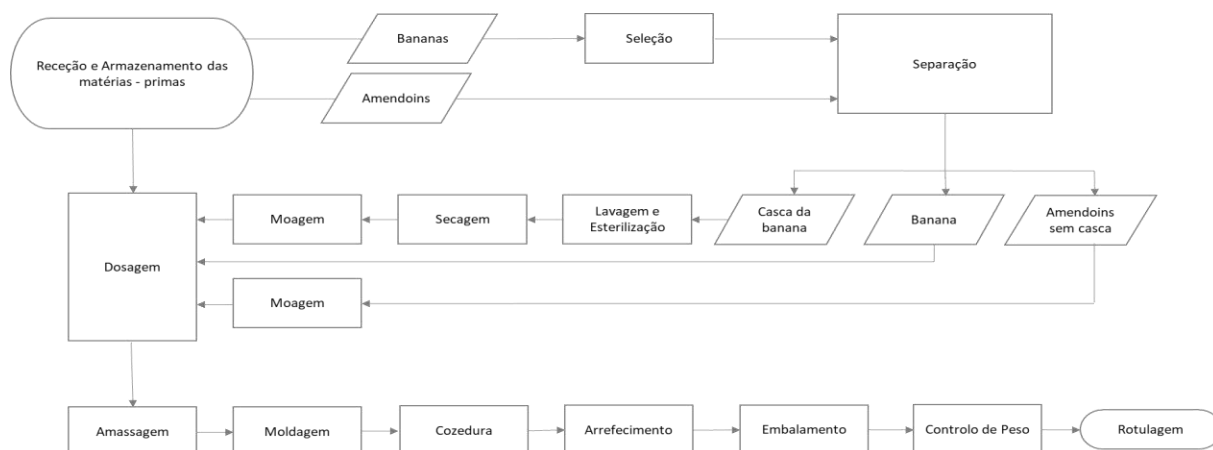 Receção e Armazenamento das
matérias - primas
Bananas
Seleção
Separação
Amendoins
Dosagem
Moagem
Secagem
Lavagem e
Esterilização
Casca da
banana
Banana
Amendoins
sem casca
Moagem
Amassagem
Moldagem
Cozedura
Arrefecimento
Embalamento
Controlo de Peso
Rotulagem